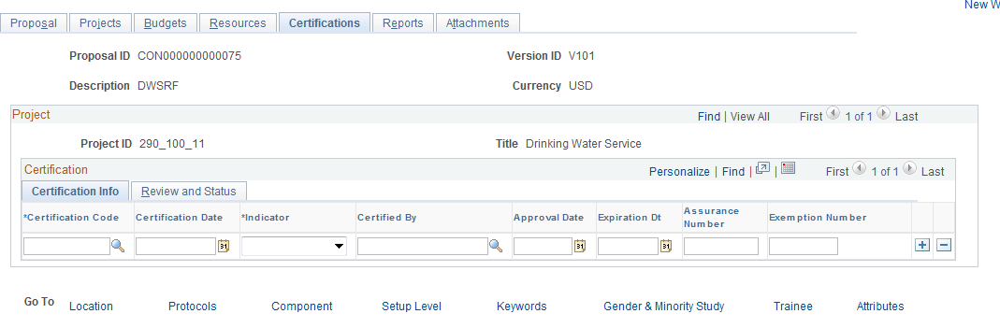 New W
Proposal Projects Budgets Resources Certifications Reports Attachments
Proposal ID CON000000000075 Version ID V101
Description DWSRF Currency USD
Project Find | View All First 1 of 1 Last
Project ID 290_100_11 Title Drinking Water Service
Certification Personalize | Find | | First 1 of 1 Last
Certification Info Review and Status
*Certification Code Certification Date *Indicator Certified By Approval Date Expiration Dt Assurance Number Exemption Number
31 31 31
Go To Location Protocols Component Setup Level Keywords Gender & Minority Study Trainee Attributes